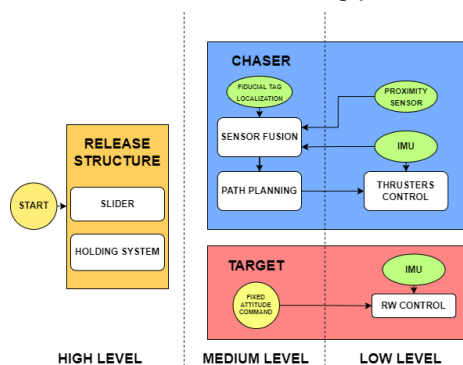 CHASER
FIDUCIAL TAG
LOCALIZATION
PROXIMITY
SENSOR
SENSOR FUSION
IMU
RELEASE
STRUCTURE
PATH PLANNING
THRUSTERS
CONTROL
START
SLIDER
HOLDING SYSTEM
TARGET
IMU
FIXED
ATTITUDE
COMMAND
RW CONTROL
HIGH LEVEL
MEDIUM LEVEL
LOW LEVEL